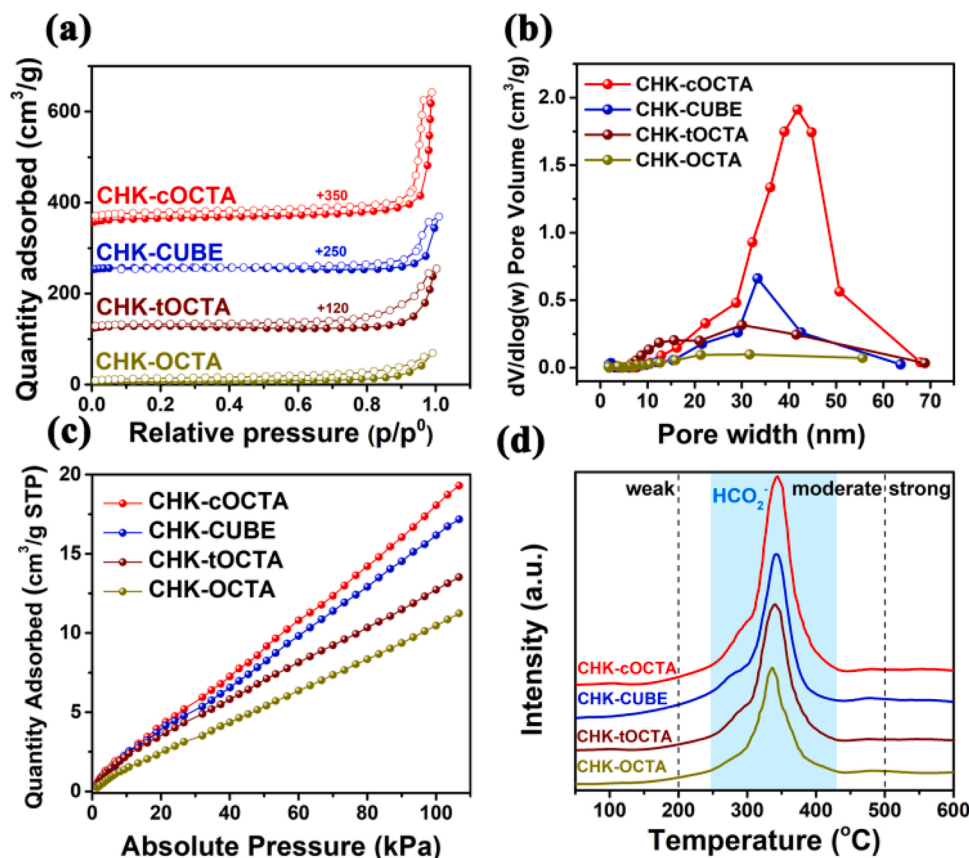 (a)
Quantity adsorbed (cm³/g)
600
400
200
0
CHK-cOCTA
+350
CHK-CUBE
+250
CHK-tOCTA
+120
CHK-OCTA
0.0 0.2 0.4 0.6 0.8 1.0
Relative pressure (p/p⁰)
(b)
dV/dlog(w) Pore Volume (cm³/g)
2.0
1.5
1.0
0.5
0.0
CHK-cOCTA
CHK-CUBE
CHK-tOCTA
CHK-OCTA
0 10 20 30 40 50 60 70
Pore width (nm)
(c)
Quantity Adsorbed (cm³/g STP)
20
15
10
5
0
CHK-cOCTA
CHK-CUBE
CHK-tOCTA
CHK-OCTA
0 20 40 60 80 100
Absolute Pressure (kPa)
(d)
Intensity (a.u.)
weak
HCO₂⁻
moderate
strong
CHK-cOCTA
CHK-CUBE
CHK-tOCTA
CHK-OCTA
100 200 300 400 500 600
Temperature (°C)